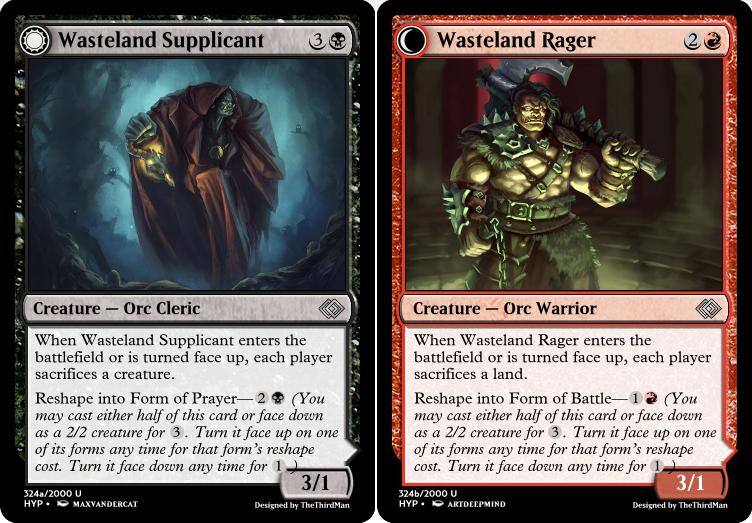 Wasteland Supplicant 3
Creature — Orc Cleric
When Wasteland Supplicant enters the
battlefield or is turned face up, each player
sacrifices a creature.
Reshape into Form of Prayer— 2 (You
may cast either half of this card or face down
as a 2/2 creature for 3. Turn it face up on one
of its forms any time for that form's reshape
cost. Turn it face down any time for 1.)
3/1
324a/2000 U
HYP • MAXVANDERCAT
Designed by TheThirdMan
Wasteland Rager 2
Creature — Orc Warrior
When Wasteland Rager enters the
battlefield or is turned face up, each player
sacrifices a land.
Reshape into Form of Battle— 1 (You
may cast either half of this card or face down
as a 2/2 creature for 3. Turn it face up on one
of its forms any time for that form's reshape
cost. Turn it face down any time for 1.)
3/1
324b/2000 U
HYP • ARTDEEPMIND
Designed by TheThirdMan